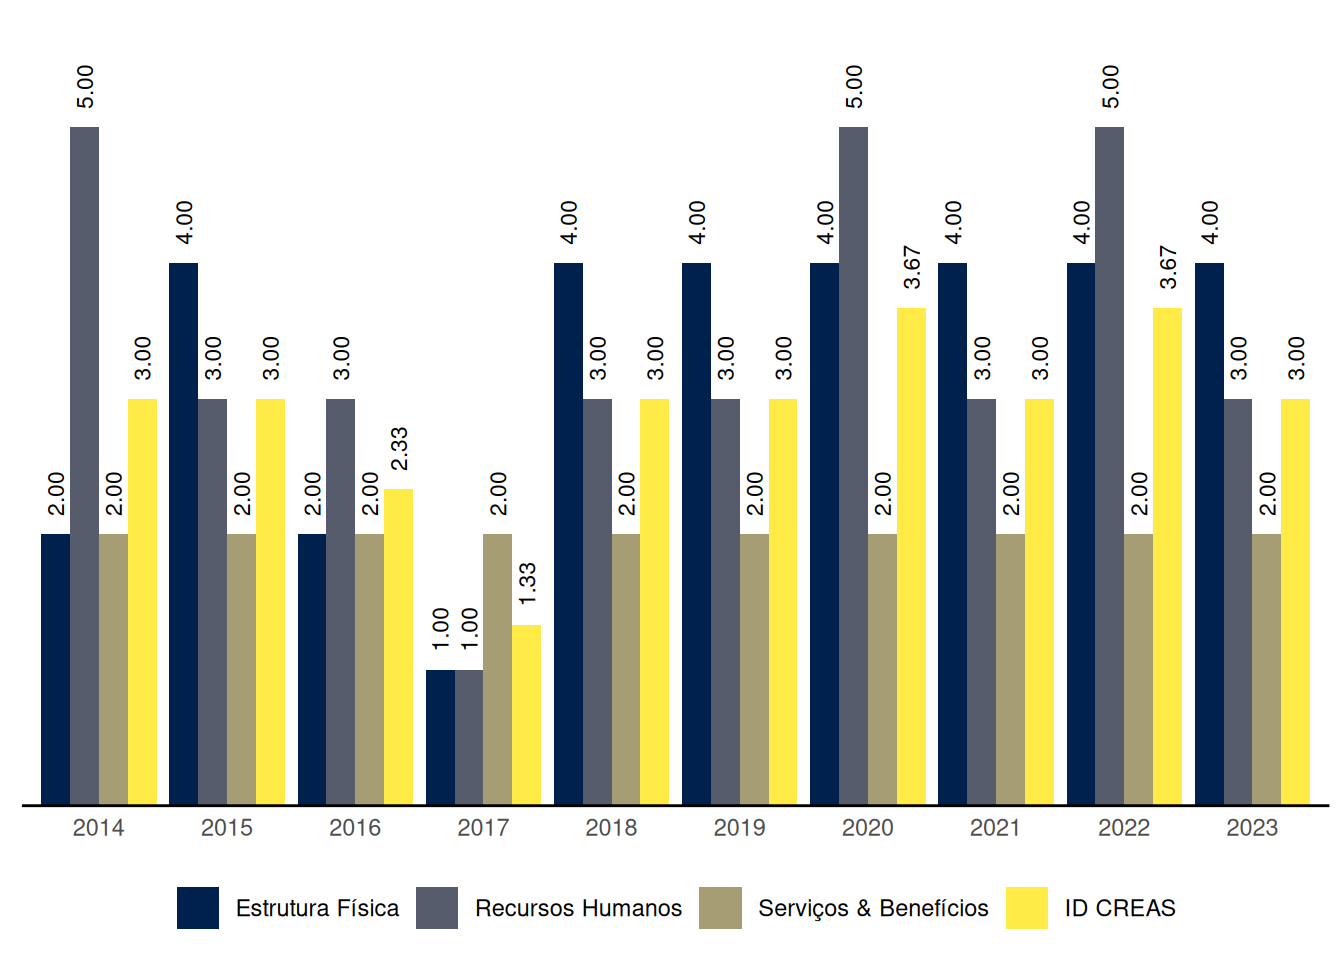 5.00 5.00 5.00
4.00 4.00 4.00 4.00 4.00 4.00 4.00
3.67 3.67
3.00 3.00 3.00 3.00 3.00 3.00 3.00 3.00 3.00 3.00 3.00 3.00
2.33
2.00 2.00 2.00 2.00 2.00 2.00 2.00 2.00 2.00 2.00 2.00 2.00
1.33
1.00 1.00
2014 2015 2016 2017 2018 2019 2020 2021 2022 2023
Estrutura Física Recursos Humanos Serviços & Benefícios ID CREAS